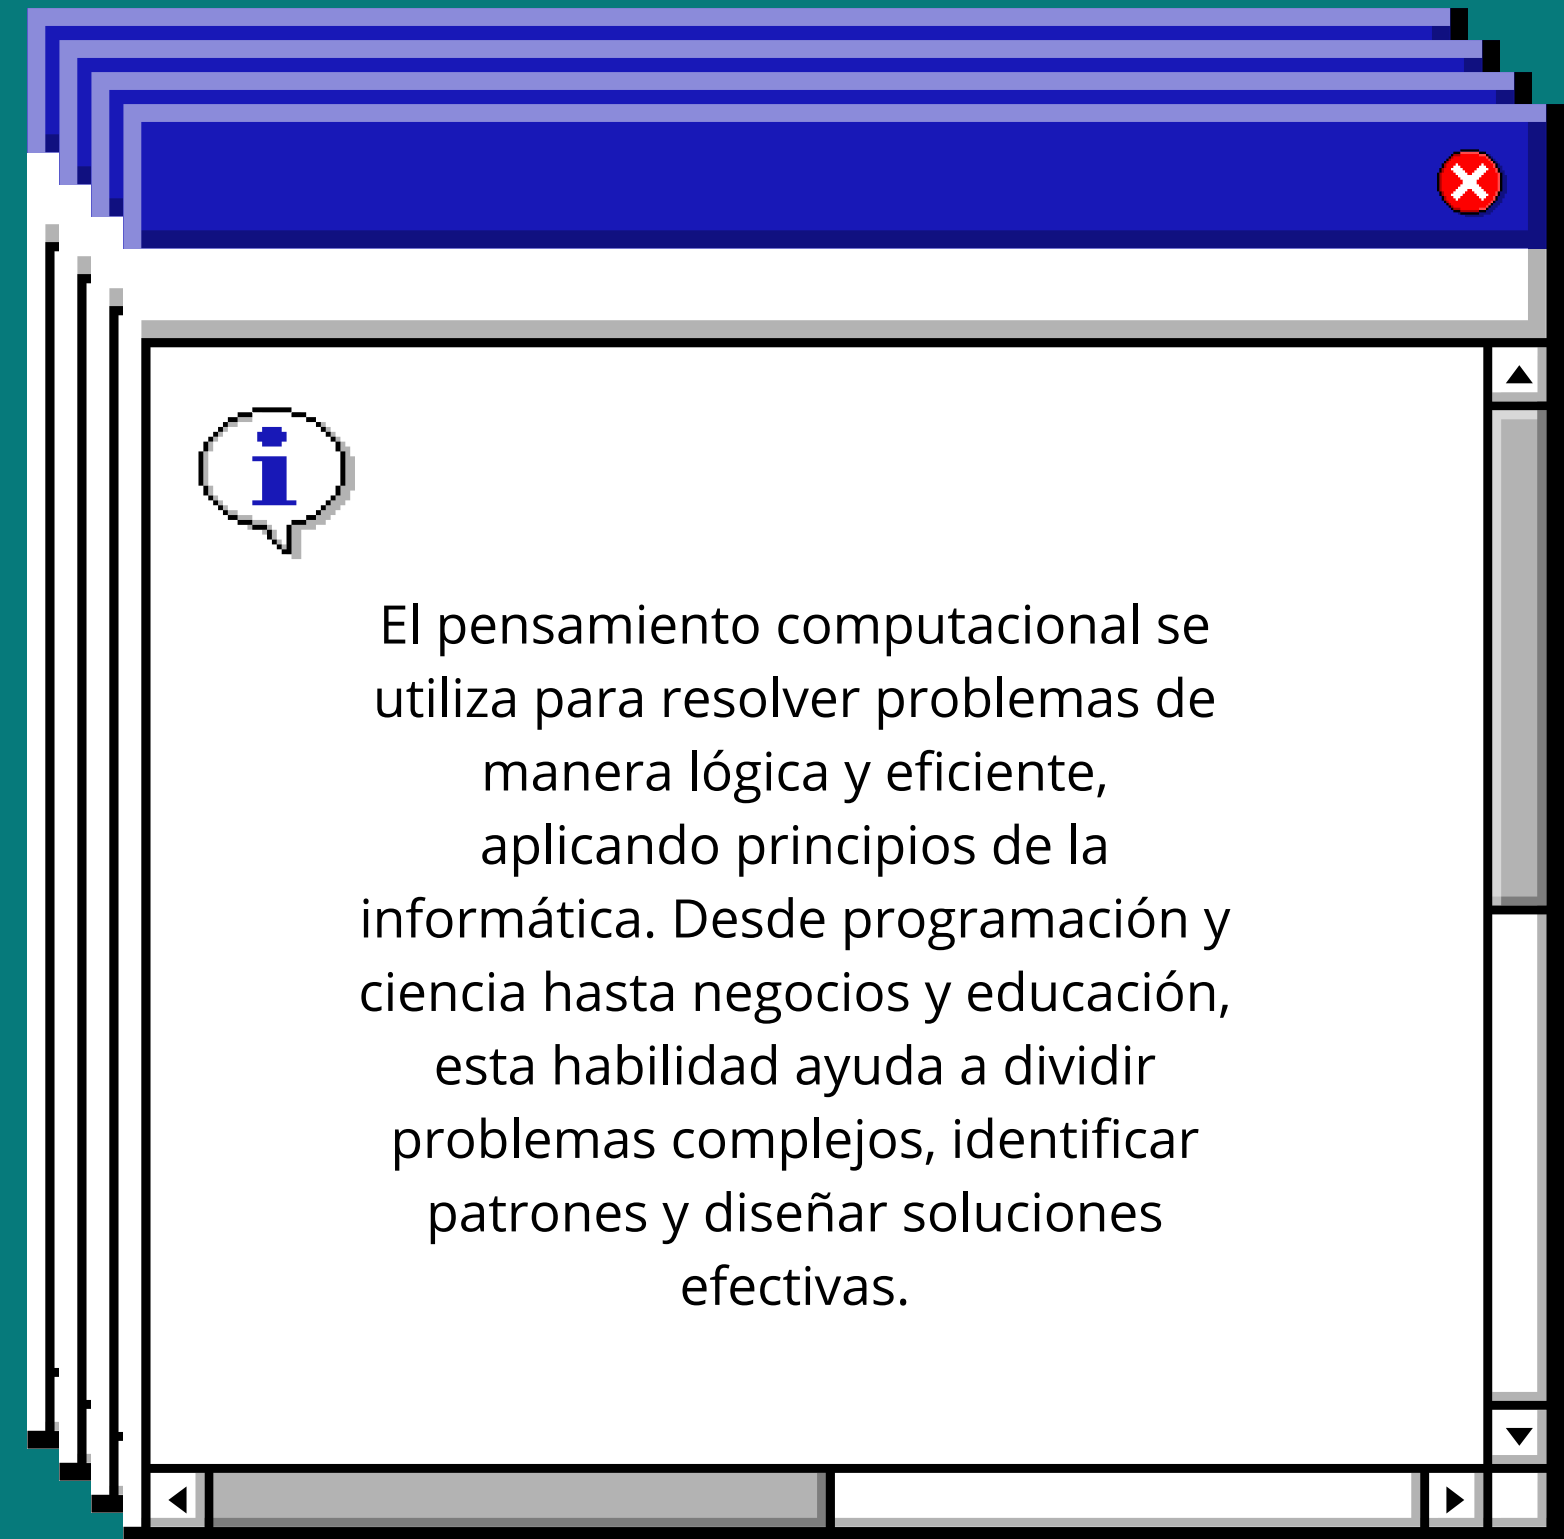 i
El pensamiento computacional se
utiliza para resolver problemas de
manera lógica y eficiente,
aplicando principios de la
informática. Desde programación y
ciencia hasta negocios y educación,
esta habilidad ayuda a dividir
problemas complejos, identificar
patrones y diseñar soluciones
efectivas.